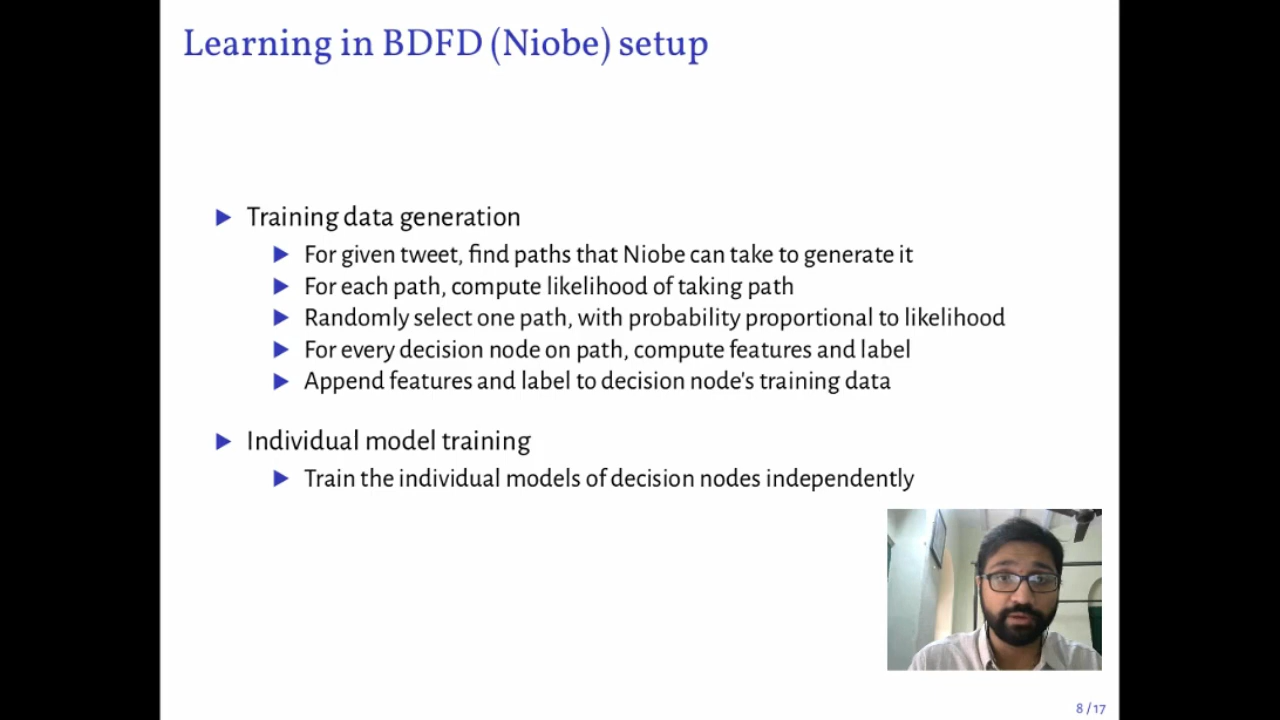 Learning in BDFD (Niobe) setup
Training data generation
For given tweet, find paths that Niobe can take to generate it
For each path, compute likelihood of taking path
Randomly select one path, with probability proportional to likelihood
For every decision node on path, compute features and label
Append features and label to decision node's training data
Individual model training
Train the individual models of decision nodes independently
8 / 17